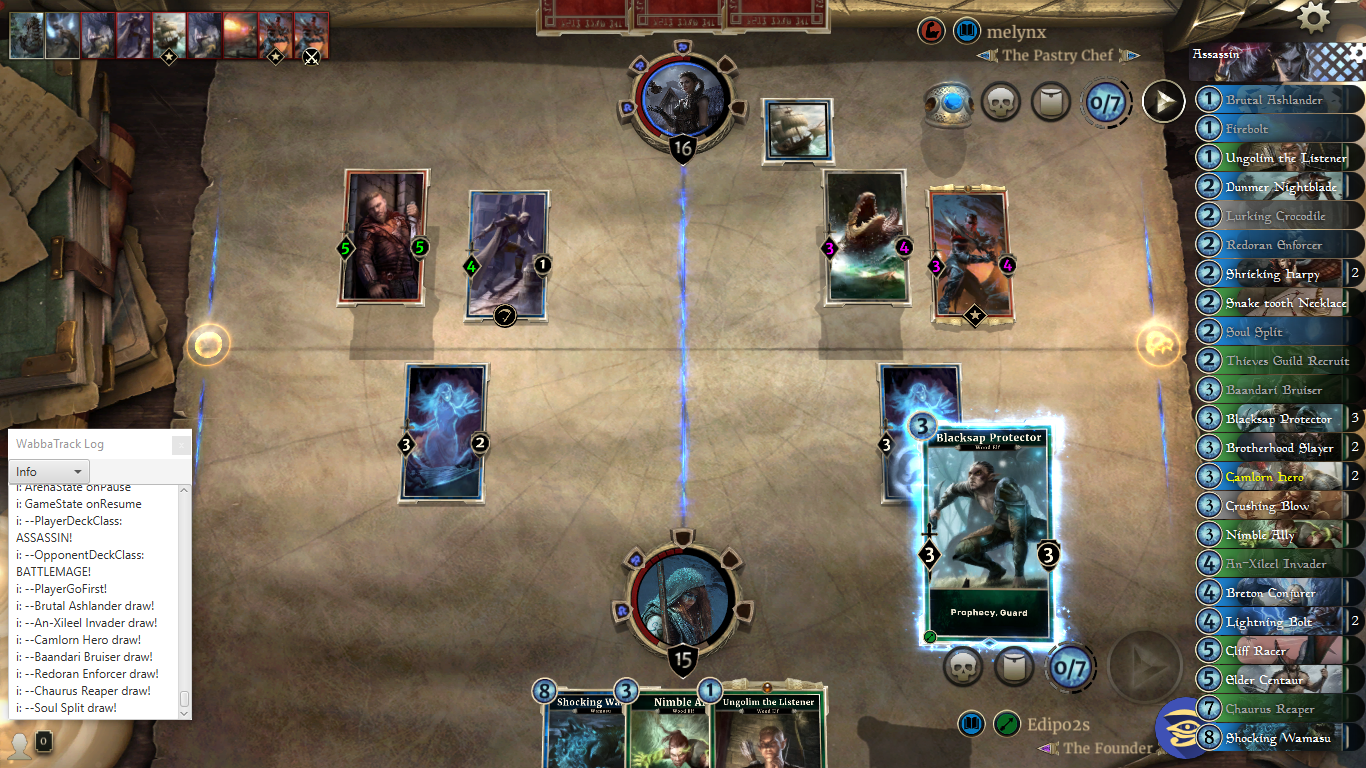 melynx
The Pastry Chef
0/7
16
5
5
4
1
7
3
4
3
4
3
2
3
WabbaTrack Log
Info
i: ArenaState onPause
i: GameState onResume
i: --PlayerDeckClass:
ASSASSIN!
i: --OpponentDeckClass:
BATTLEMAGE!
i: --PlayerGoFirst!
i: --Brutal Ashlander draw!
i: --An-Xileel Invader draw!
i: --Camlorn Hero draw!
i: --Baandari Bruiser draw!
i: --Redoran Enforcer draw!
i: --Chaurus Reaper draw!
i: --Soul Split draw!
0
3
Blacksap Protector
Wood Elf
3
3
Prophecy, Guard
15
0/7
8
Shocking Wa
Wamasu
3
Nimble Al
Wood Elf
1
Ungolim the Listener
Wood Elf
Edipo2s
The Founder
Assassin
1 Brutal Ashlander
1 Firebolt
1 Ungolim the Listener
2 Dunmer Nightblade
2 Lurking Crocodile
2 Redoran Enforcer
2 Shrieking Harpy 2
2 Snake tooth Necklace
2 Soul Split
2 Thieves Guild Recruit
3 Baandari Bruiser
3 Blacksap Protector 3
3 Brotherhood Slayer 2
3 Camlorn Hero 2
3 Crushing Blow
3 Nimble Ally
4 An-Xileel Invader
4 Breton Conjurer
4 Lightning Bolt 2
5 Cliff Racer
5 Elder Centaur
7 Chaurus Reaper
8 Shocking Wamasu